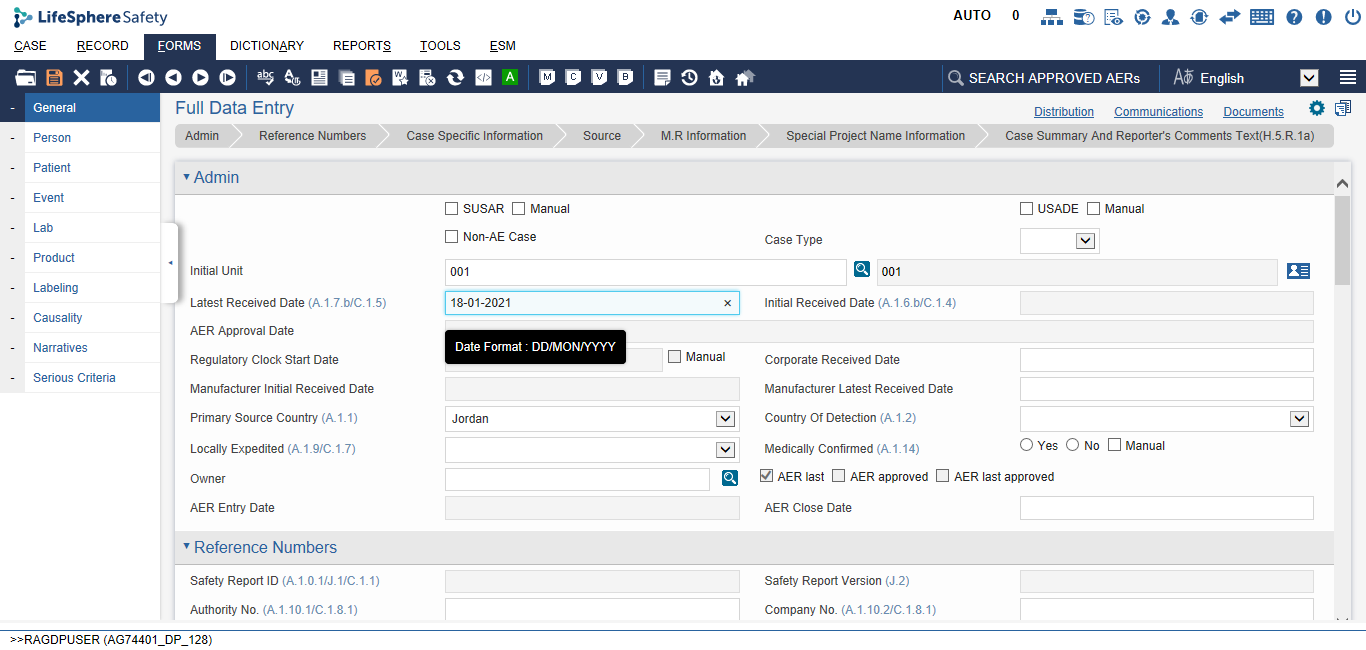 LifeSphereSafety
AUTO 0
CASE RECORD FORMS DICTIONARY REPORTS TOOLS ESM
abc A M C V B SEARCH APPROVED AERs English
- General
- Person
- Patient
- Event
- Lab
- Product
- Labeling
- Causality
- Narratives
- Serious Criteria
Full Data Entry
Distribution Communications Documents
Admin Reference Numbers Case Specific Information Source M.R Information Special Project Name Information Case Summary And Reporter's Comments Text(H.5.R.1a)
Admin
SUSAR Manual USADE Manual
Non-AE Case Case Type
Initial Unit 001 001
Latest Received Date (A.1.7.b/C.1.5) 18-01-2021 × Initial Received Date (A.1.6.b/C.1.4)
AER Approval Date
Date Format : DD/MON/YYYY
Regulatory Clock Start Date Manual Corporate Received Date
Manufacturer Initial Received Date Manufacturer Latest Received Date
Primary Source Country (A.1.1) Jordan Country Of Detection (A.1.2)
Locally Expedited (A.1.9/C.1.7) Medically Confirmed (A.1.14) Yes No Manual
Owner AER last AER approved AER last approved
AER Entry Date AER Close Date
Reference Numbers
Safety Report ID (A.1.0.1/J.1/C.1.1) Safety Report Version (J.2)
Authority No. (A.1.10.1/C.1.8.1) Company No. (A.1.10.2/C.1.8.1)
>>RAGDPUSER (AG74401_DP_128)